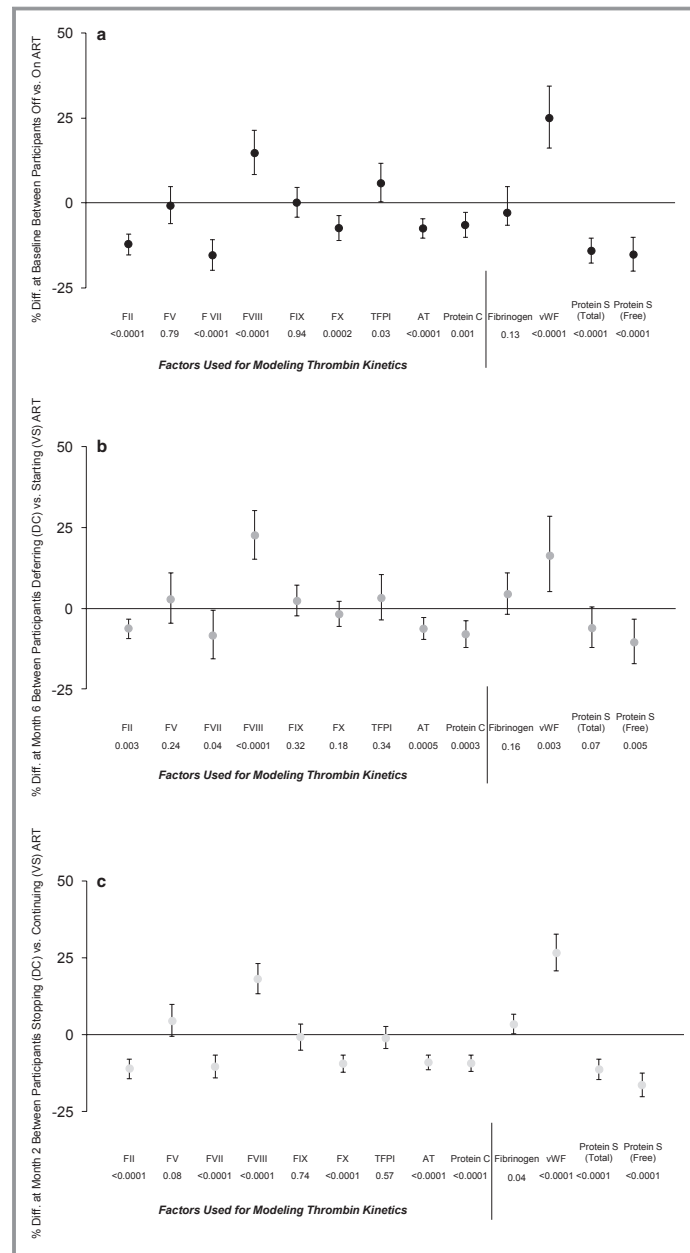 % Diff. at Baseline Between Participants Off vs. On ART
a
50
25
0
-25
FII FV F VII FVIII FIX FX TFPI AT Protein C Fibrinogen vWF Protein S (Total) Protein S (Free)
<0.0001 0.79 <0.0001 <0.0001 0.94 0.0002 0.03 <0.0001 0.001 0.13 <0.0001 <0.0001 <0.0001
Factors Used for Modeling Thrombin Kinetics
% Diff. at Month 6 Between Participants Deferring (DC) vs. Starting (VS) ART
b
50
25
0
-25
FII FV FVII FVIII FIX FX TFPI AT Protein C Fibrinogen vWF Protein S (Total) Protein S (Free)
0.003 0.24 0.04 <0.0001 0.32 0.18 0.34 0.0005 0.0003 0.16 0.003 0.07 0.005
Factors Used for Modeling Thrombin Kinetics
% Diff. at Month 2 Between Participants Stopping (DC) vs. Continuing (VS) ART
c
50
25
0
-25
FII FV FVII FVIII FIX FX TFPI AT Protein C Fibrinogen vWF Protein S (Total) Protein S (Free)
<0.0001 0.08 <0.0001 <0.0001 0.74 <0.0001 0.57 <0.0001 <0.0001 0.04 <0.0001 <0.0001 <0.0001
Factors Used for Modeling Thrombin Kinetics